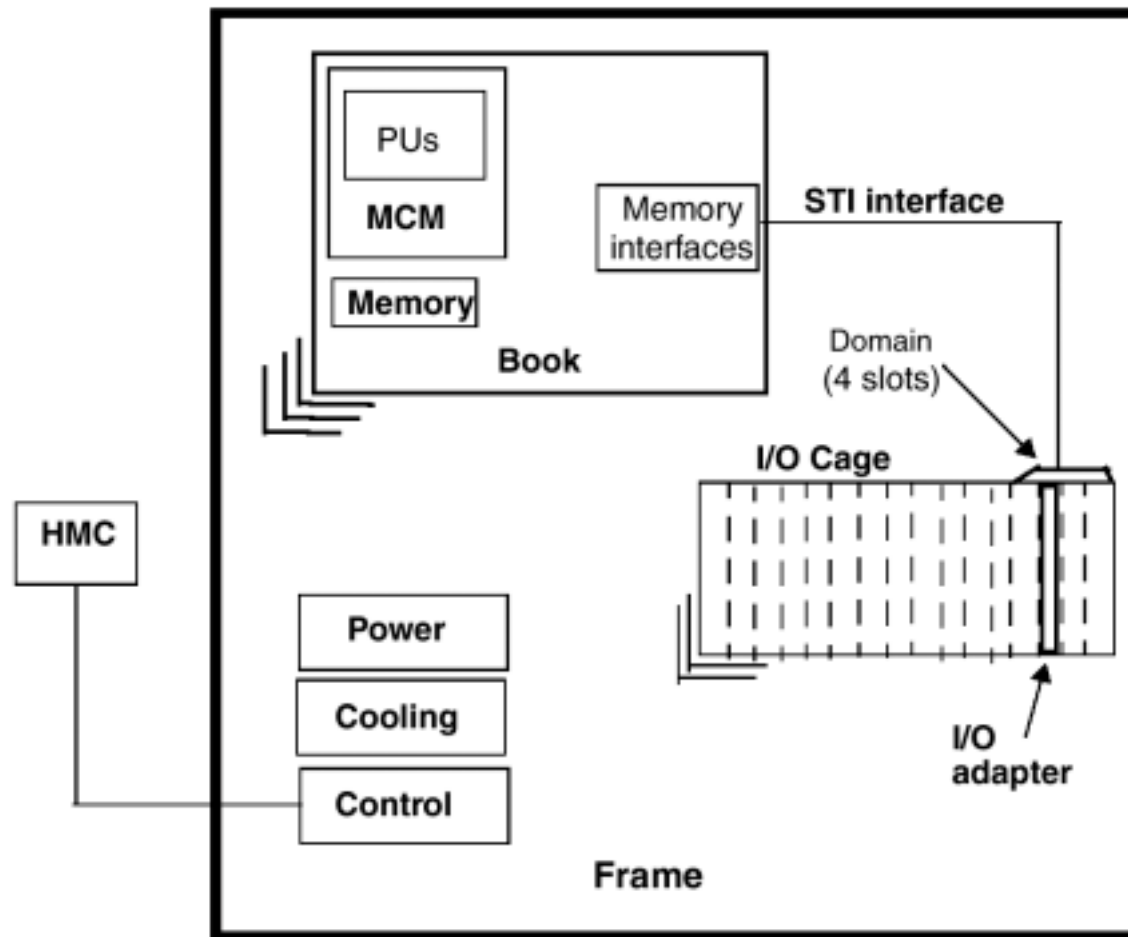 PUs
MCM
Memory
Memory
interfaces
Book
STI interface
Domain
(4 slots)
I/O Cage
HMC
Power
Cooling
Control
I/O
adapter
Frame